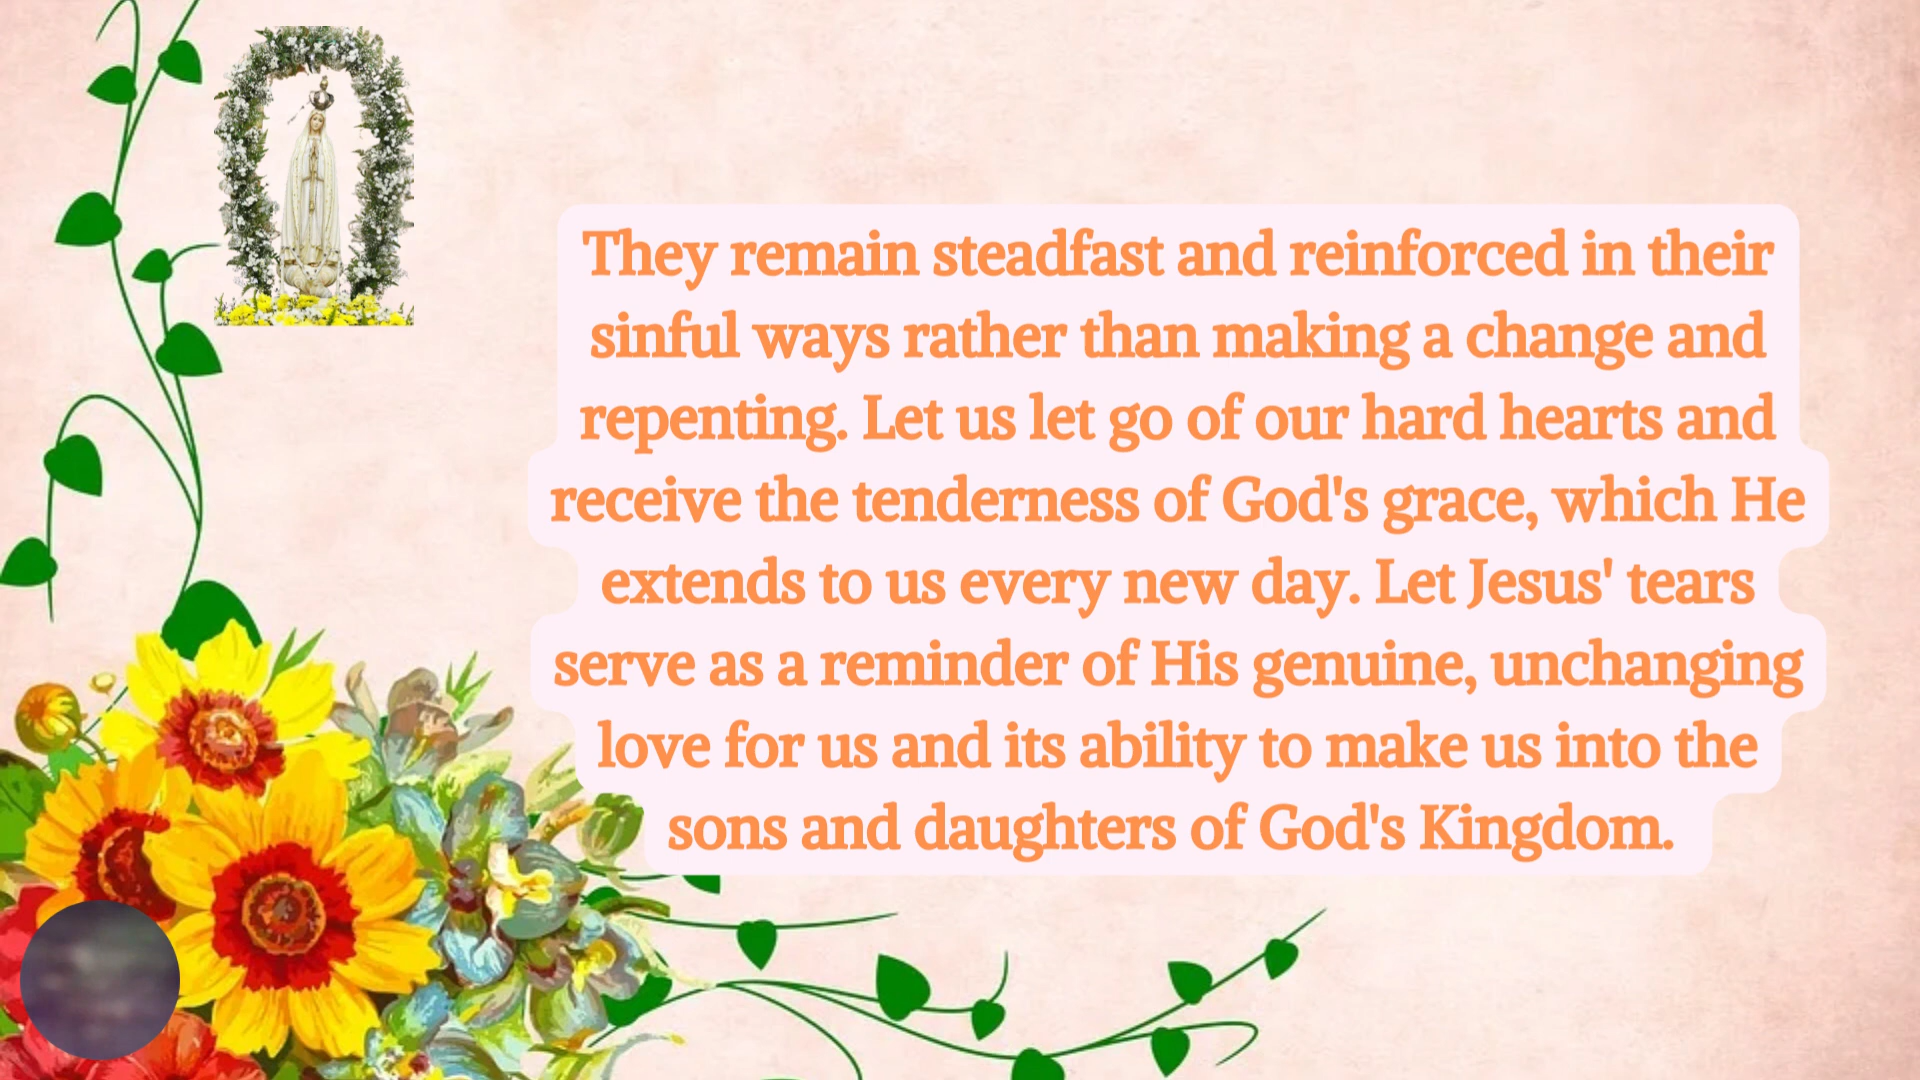 They remain steadfast and reinforced in their
sinful ways rather than making a change and
repenting. Let us let go of our hard hearts and
receive the tenderness of God's grace, which He
extends to us every new day. Let Jesus' tears
serve as a reminder of His genuine, unchanging
love for us and its ability to make us into the
sons and daughters of God's Kingdom.